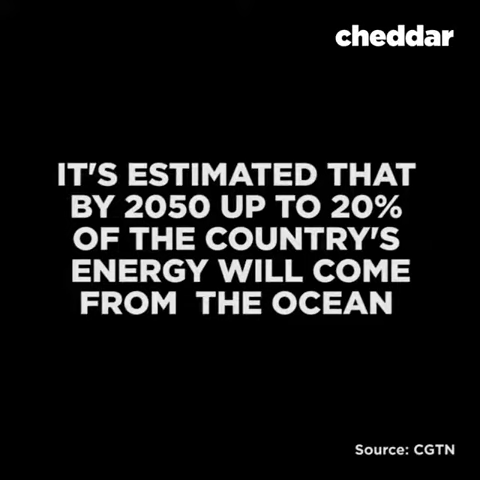 cheddar
IT'S ESTIMATED THAT
BY 2050 UP TO 20%
OF THE COUNTRY'S
ENERGY WILL COME
FROM THE OCEAN
Source: CGTN